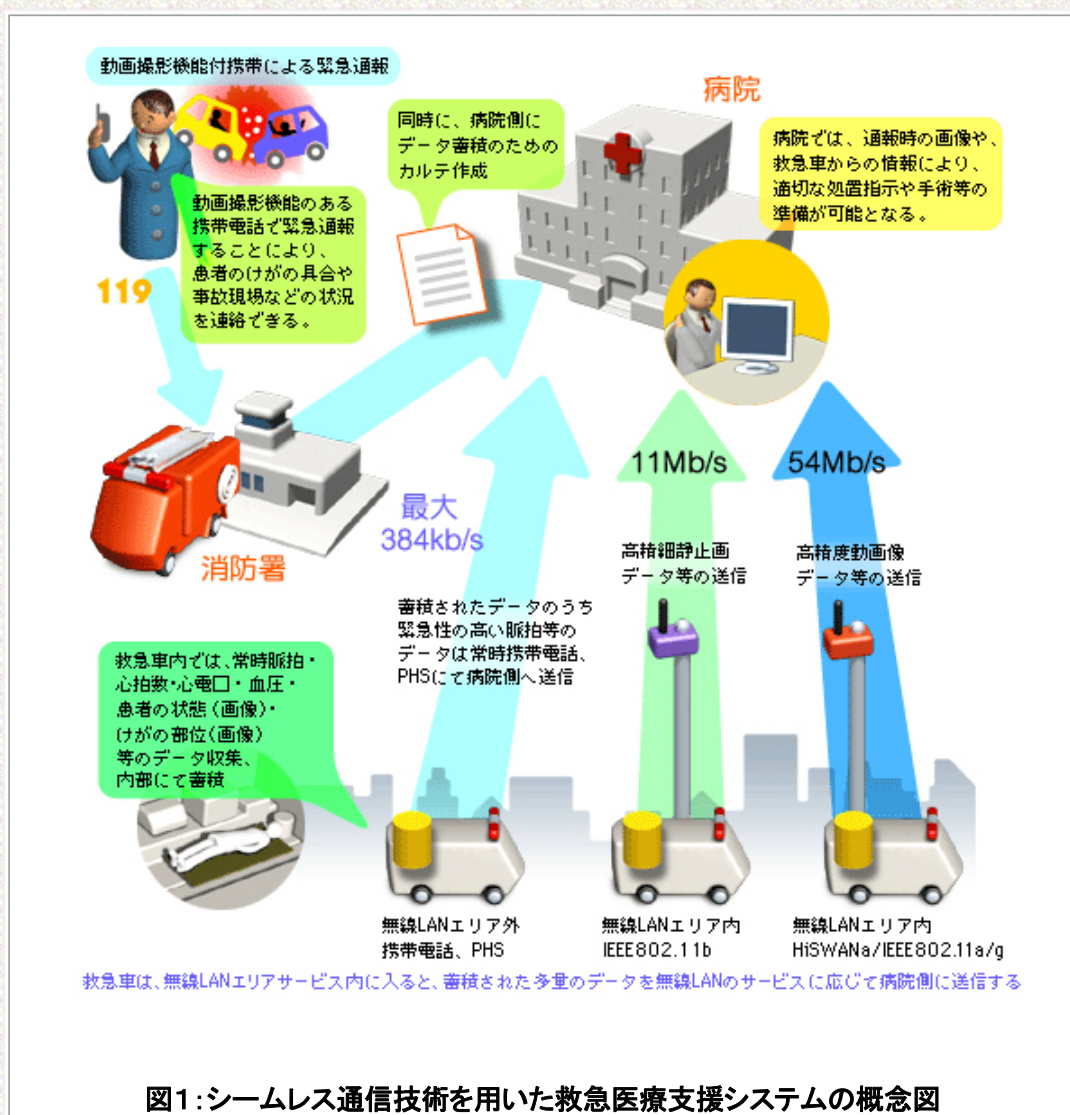 動画撮影機能付携帯による緊急通報
病院
同時に、病院側に
データ蓄積のための
カルテ作成
病院では、通報時の画像や、
救急車からの情報により、
適切な処置指示や手術等の
準備が可能となる。
動画撮影機能のある
携帯電話で緊急通報
することにより、
患者のけがの具合や
事故現場などの状況
を連絡できる。
119
消防署
最大
384kb/s
11Mb/s
54Mb/s
高精細静止画
データ等の送信
高精度動画像
データ等の送信
蓄積されたデータのうち
緊急性の高い脈拍等の
データは常時携帯電話、
PHSにて病院側へ送信
救急車内では、常時脈拍・
心拍数・心電図・血圧・
患者の状態(画像)・
けがの部位(画像)
等のデータ収集、
内部にて蓄積
無線LANエリア外
携帯電話、PHS
無線LANエリア内
IEEE802.11b
無線LANエリア内
HiSWANa/IEEE802.11a/g
救急車は、無線LANエリアサービス内に入ると、蓄積された多量のデータを無線LANのサービスに応じて病院側に送信する
図1:シームレス通信技術を用いた救急医療支援システムの概念図